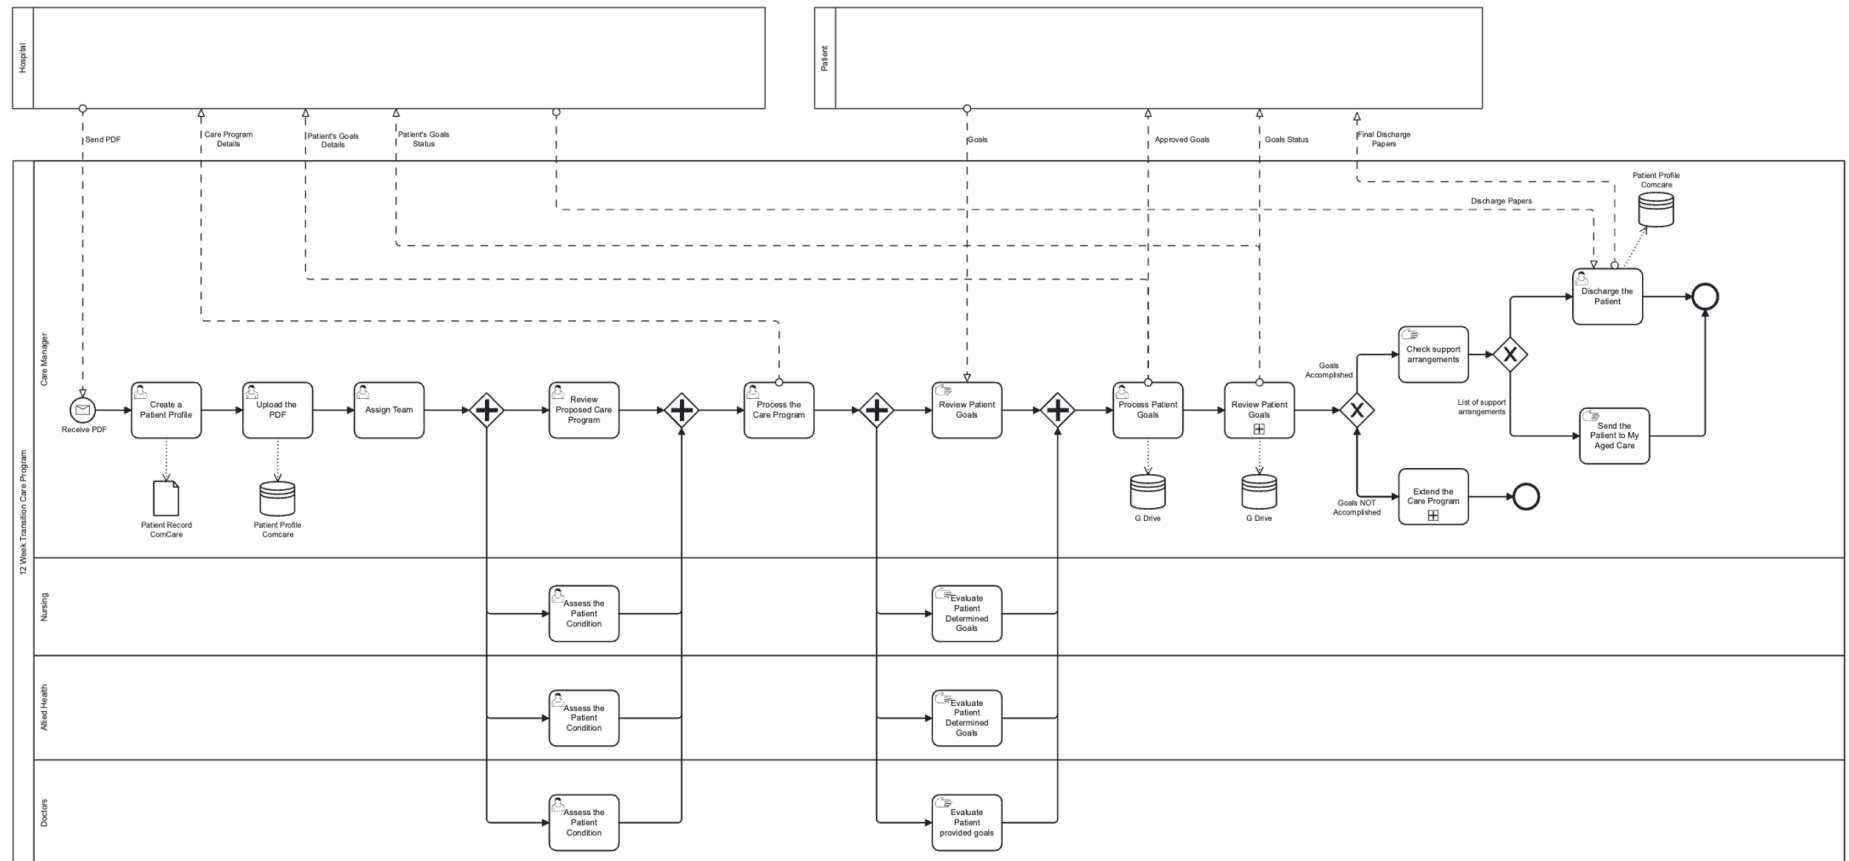 Hospital
Patient
Send PDF
Care Program
Details
Patient's Goals
Details
Patient's Goals
Status
Goals
Approved Goals
Goals Status
Final Discharge
Papers
Patient Profile
Comcare
Discharge Papers
12 Week Transition Care Program
Care Manager
Receive PDF
Create a
Patient Profile
Upload the
PDF
Assign Team
Review
Proposed Care
Program
Process the
Care Program
Review Patient
Goals
Process Patient
Goals
Review Patient
Goals
Goals
Accomplished
Check support
arrangements
Discharge the
Patient
List of support
arrangements
Send the
Patient to My
Aged Care
Goals NOT
Accomplished
Extend the
Care Program
Patient Record
ComCare
Patient Profile
Comcare
G Drive
G Drive
Nursing
Assess the
Patient
Condition
Evaluate
Patient
Determined
Goals
Allied Health
Assess the
Patient
Condition
Evaluate
Patient
Determined
Goals
Doctors
Assess the
Patient
Condition
Evaluate
Patient
provided goals